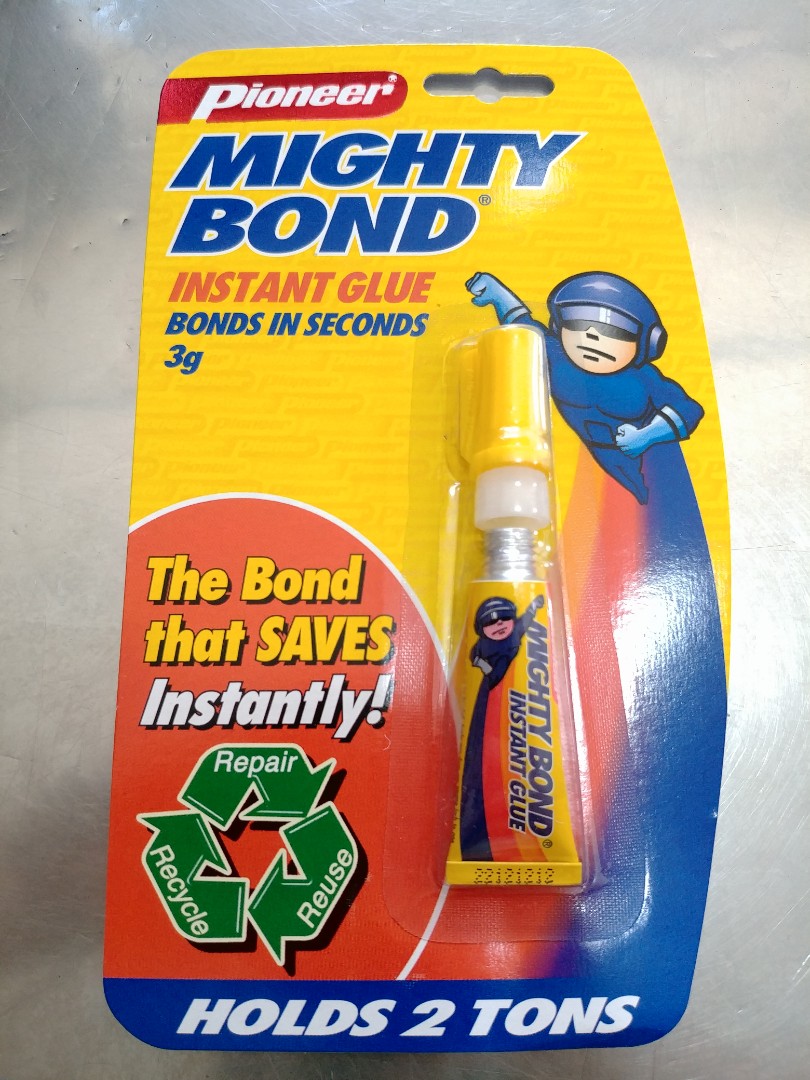 Pioneer®
MIGHTY
BOND®
INSTANT GLUE
BONDS IN SECONDS
3g
The Bond
that SAVES
Instantly!
Repair
Recycle
Reuse
MIGHTY BOND®
INSTANT GLUE
HOLDS 2 TONS